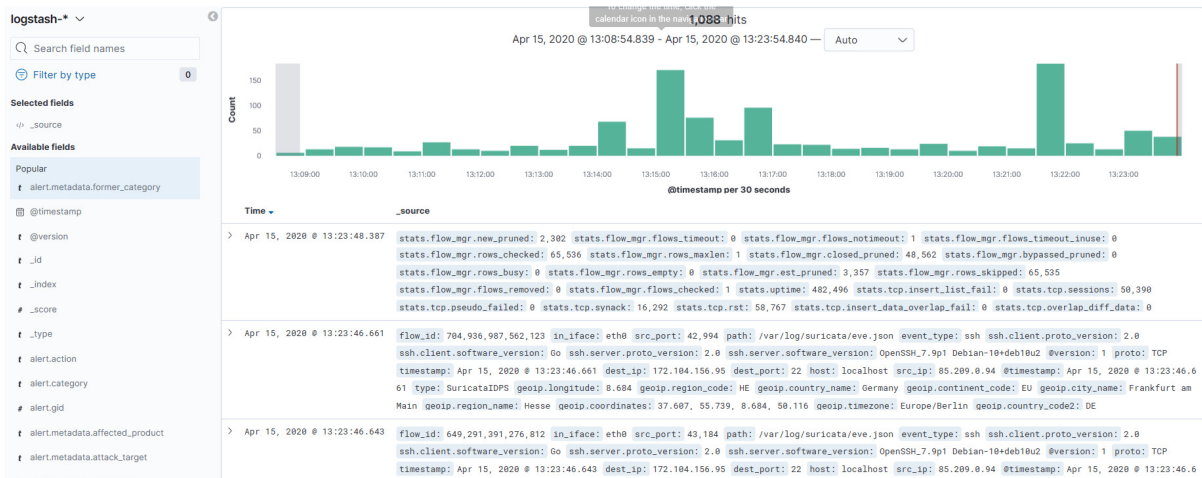 logstash-*
Search field names
Filter by type 0
Selected fields
</> _source
Available fields
Popular
t alert.metadata.former_category
@timestamp
t @version
t _id
t _index
# _score
t _type
t alert.action
t alert.category
# alert.gid
t alert.metadata.affected_product
t alert.metadata.attack_target
To change the time, click the
calendar icon in the navigation bar
1,088 hits
Apr 15, 2020 @ 13:08:54.839 - Apr 15, 2020 @ 13:23:54.840 — Auto
Count
150
100
50
0
13:09:00 13:10:00 13:11:00 13:12:00 13:13:00 13:14:00 13:15:00 13:16:00 13:17:00 13:18:00 13:19:00 13:20:00 13:21:00 13:22:00 13:23:00
@timestamp per 30 seconds
Time _source
Apr 15, 2020 @ 13:23:48.387 stats.flow_mgr.new_pruned: 2,302 stats.flow_mgr.flows_timeout: 0 stats.flow_mgr.flows_notimeout: 1 stats.flow_mgr.flows_timeout_inuse: 0
stats.flow_mgr.rows_checked: 65,536 stats.flow_mgr.rows_maxlen: 1 stats.flow_mgr.closed_pruned: 48,562 stats.flow_mgr.bypassed_pruned: 0
stats.flow_mgr.rows_busy: 0 stats.flow_mgr.rows_empty: 0 stats.flow_mgr.est_pruned: 3,357 stats.flow_mgr.rows_skipped: 65,535
stats.flow_mgr.flows_removed: 0 stats.flow_mgr.flows_checked: 1 stats.uptime: 482,496 stats.tcp.insert_list_fail: 0 stats.tcp.sessions: 50,390
stats.tcp.pseudo_failed: 0 stats.tcp.synack: 16,292 stats.tcp.rst: 58,767 stats.tcp.insert_data_overlap_fail: 0 stats.tcp.overlap_diff_data: 0
Apr 15, 2020 @ 13:23:46.661 flow_id: 704,936,987,562,123 in_iface: eth0 src_port: 42,994 path: /var/log/suricata/eve.json event_type: ssh ssh.client.proto_version: 2.0
ssh.client.software_version: Go ssh.server.proto_version: 2.0 ssh.server.software_version: OpenSSH_7.9p1 Debian-10+deb10u2 @version: 1 proto: TCP
timestamp: Apr 15, 2020 @ 13:23:46.661 dest_ip: 172.104.156.95 dest_port: 22 host: localhost src_ip: 85.209.0.94 @timestamp: Apr 15, 2020 @ 13:23:46.6
61 type: SuricataIDPS geoip.longitude: 8.684 geoip.region_code: HE geoip.country_name: Germany geoip.continent_code: EU geoip.city_name: Frankfurt am
Main geoip.region_name: Hesse geoip.coordinates: 37.607, 55.739, 8.684, 50.116 geoip.timezone: Europe/Berlin geoip.country_code2: DE
Apr 15, 2020 @ 13:23:46.643 flow_id: 649,291,391,276,812 in_iface: eth0 src_port: 43,184 path: /var/log/suricata/eve.json event_type: ssh ssh.client.proto_version: 2.0
ssh.client.software_version: Go ssh.server.proto_version: 2.0 ssh.server.software_version: OpenSSH_7.9p1 Debian-10+deb10u2 @version: 1 proto: TCP
timestamp: Apr 15, 2020 @ 13:23:46.643 dest_ip: 172.104.156.95 dest_port: 22 host: localhost src_ip: 85.209.0.94 @timestamp: Apr 15, 2020 @ 13:23:46.6